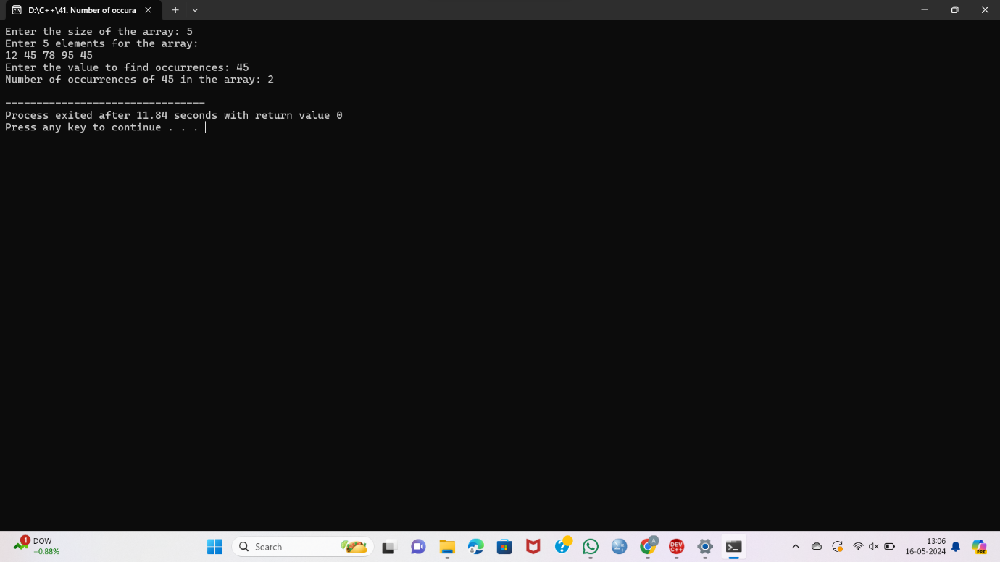 D:\C++\41. Number of occura
Enter the size of the array: 5
Enter 5 elements for the array:
12 45 78 95 45
Enter the value to find occurrences: 45
Number of occurrences of 45 in the array: 2
--------------------------------
Process exited after 11.84 seconds with return value 0
Press any key to continue . . .
1
DOW
+0.88%
Search
A
DEV
C++
13:06
16-05-2024
PRE